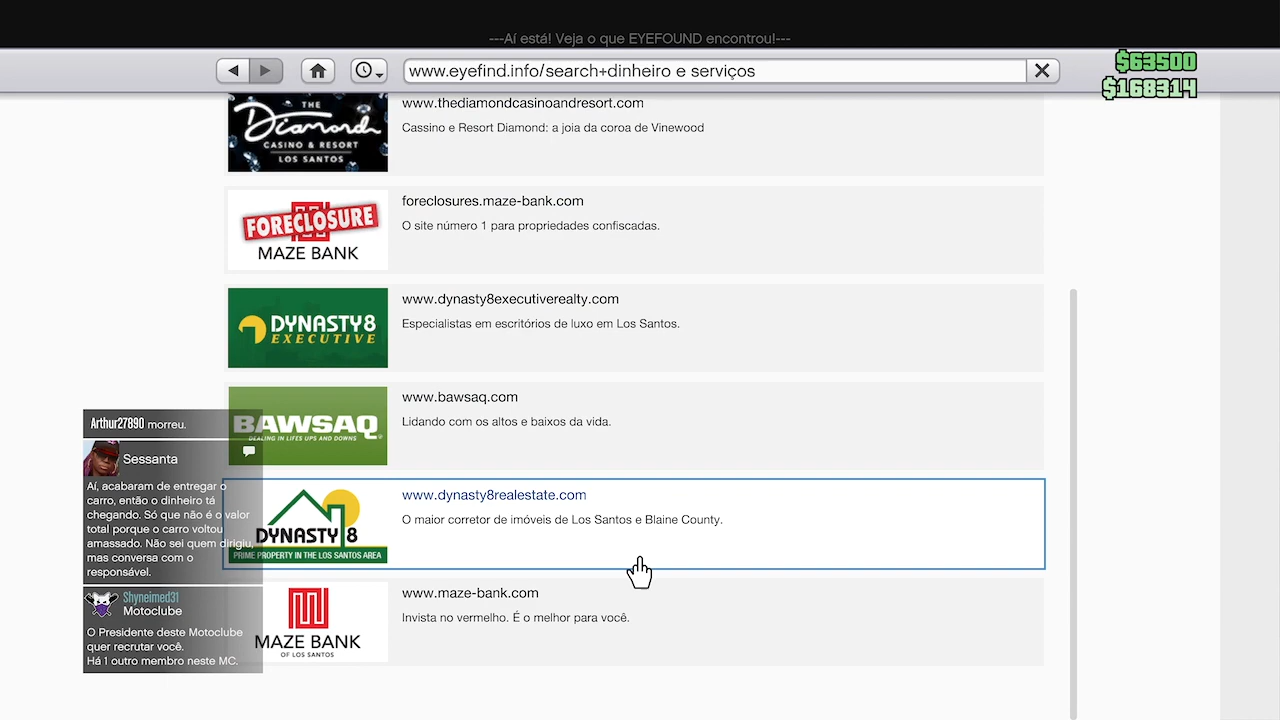 ---Aí está! Veja o que EYEFOUND encontrou!---
www.eyefind.info/search+dinheiro e serviços
$63500
$168314
THE
Diamond
CASINO & RESORT
LOS SANTOS
www.thediamondcasinoandresort.com
Cassino e Resort Diamond: a joia da coroa de Vinewood
FORECLOSURE
MAZE BANK
foreclosures.maze-bank.com
O site número 1 para propriedades confiscadas.
DYNASTY 8
EXECUTIVE
www.dynasty8executiverealty.com
Especialistas em escritórios de luxo em Los Santos.
BAWSAQ
DEALING IN LIFES UPS AND DOWNS
www.bawsaq.com
Lidando com os altos e baixos da vida.
DYNASTY 8
PRIME PROPERTY IN THE LOS SANTOS AREA
www.dynasty8realestate.com
O maior corretor de imóveis de Los Santos e Blaine County.
MAZE BANK
OF LOS SANTOS
www.maze-bank.com
Invista no vermelho. É o melhor para você.
Arthur27890 morreu.
Sessanta
Aí, acabaram de entregar o
carro, então o dinheiro tá
chegando. Só que não é o valor
total porque o carro voltou
amassado. Não sei quem dirigiu,
mas conversa com o
responsável.
Shyneimed31
Motoclube
O Presidente deste Motoclube
quer recrutar você.
Há 1 outro membro neste MC.